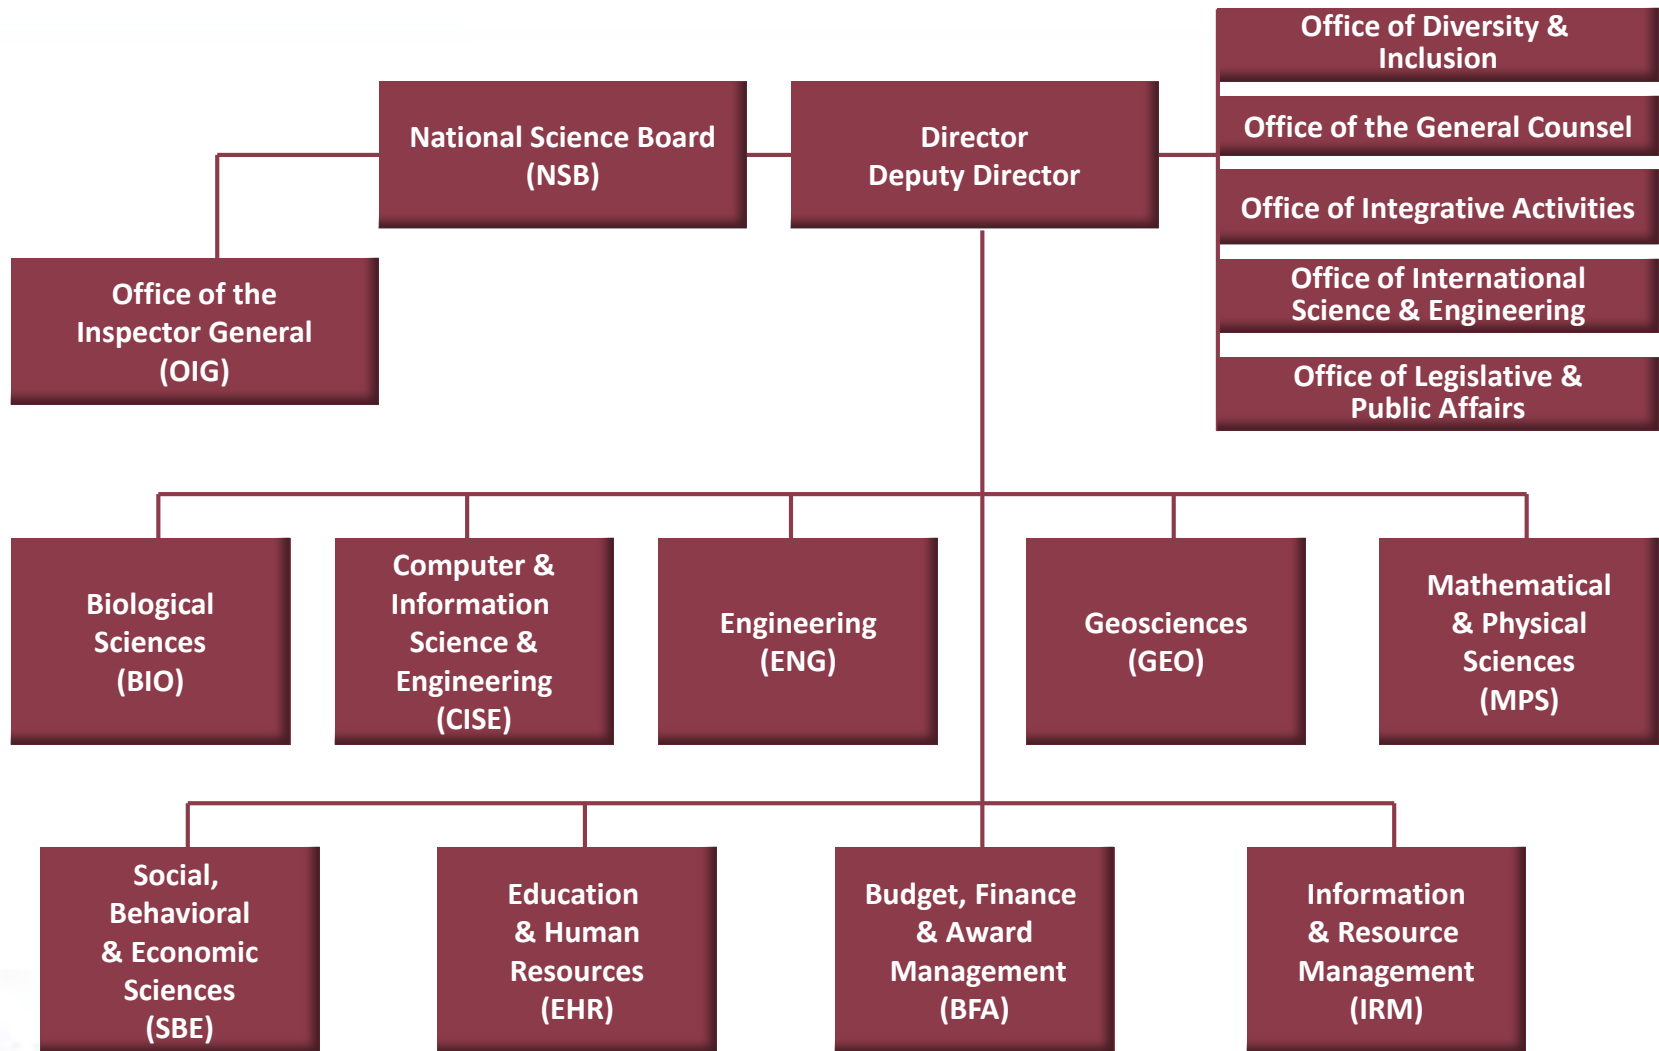 Office of Diversity &
Inclusion
National Science Board
(NSB)
Director
Deputy Director
Office of the General Counsel
Office of Integrative Activities
Office of International
Science & Engineering
Office of Legislative &
Public Affairs
Office of the
Inspector General
(OIG)
Biological
Sciences
(BIO)
Computer &
Information
Science &
Engineering
(CISE)
Engineering
(ENG)
Geosciences
(GEO)
Mathematical
& Physical
Sciences
(MPS)
Social,
Behavioral
& Economic
Sciences
(SBE)
Education
& Human
Resources
(EHR)
Budget, Finance
& Award
Management
(BFA)
Information
& Resource
Management
(IRM)